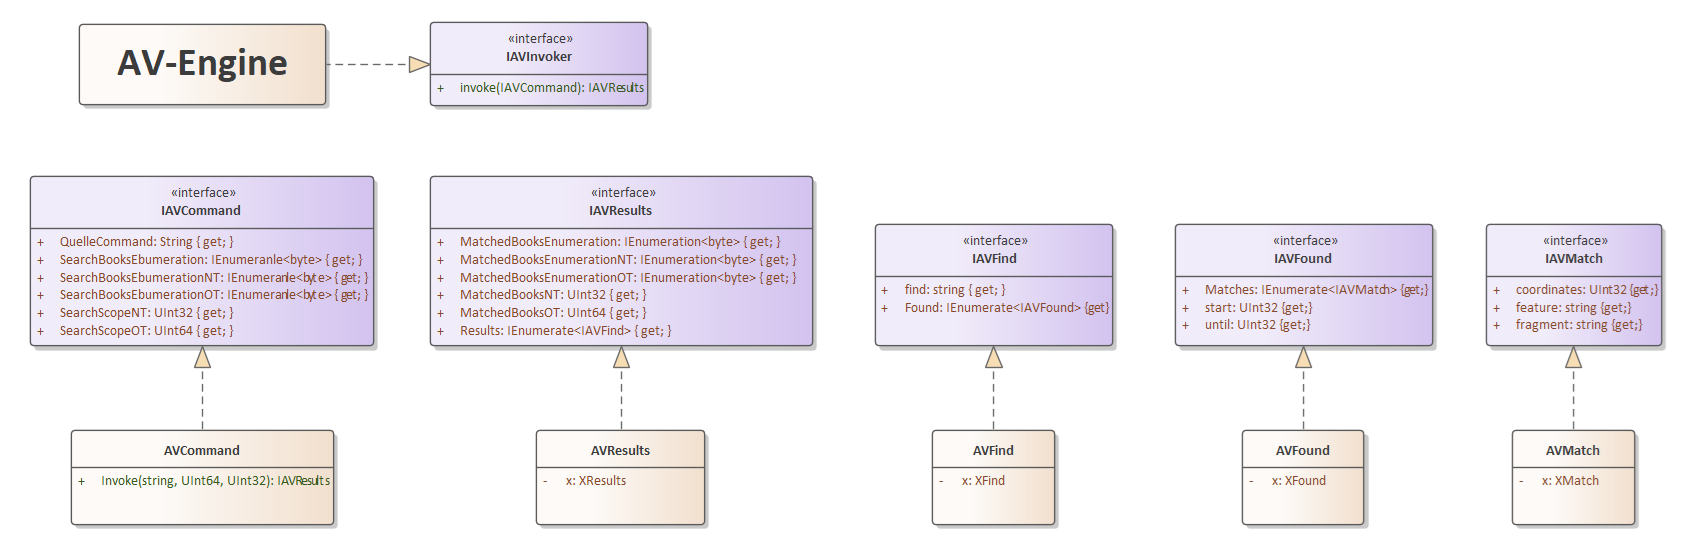 AV-Engine
«interface»
IAVInvoker
+ invoke(IAVCommand): IAVResults
«interface»
IAVCommand
+ QuelleCommand: String { get; }
+ SearchBooksEbumeration: IEnumeranle<byte> { get; }
+ SearchBooksEbumerationNT: IEnumeranle<byte> { get; }
+ SearchBooksEbumerationOT: IEnumeranle<byte> { get; }
+ SearchScopeNT: UInt32 { get; }
+ SearchScopeOT: UInt64 { get; }
«interface»
IAVResults
+ MatchedBooksEnumeration: IEnumeration<byte> { get; }
+ MatchedBooksEnumerationNT: IEnumeration<byte> { get; }
+ MatchedBooksEnumerationOT: IEnumeration<byte> { get; }
+ MatchedBooksNT: UInt32 { get; }
+ MatchedBooksOT: UInt64 { get; }
+ Results: IEnumerate<IAVFind> { get; }
«interface»
IAVFind
+ find: string { get; }
+ Found: IEnumerate<IAVFound> {get}
«interface»
IAVFound
+ Matches: IEnumerate<IAVMatch> {get;}
+ start: UInt32 {get;}
+ until: UInt32 {get;}
«interface»
IAVMatch
+ coordinates: UInt32 {get;}
+ feature: string {get;}
+ fragment: string {get;}
AVCommand
+ Invoke(string, UInt64, UInt32): IAVResults
AVResults
- x: XResults
AVFind
- x: XFind
AVFound
- x: XFound
AVMatch
- x: XMatch